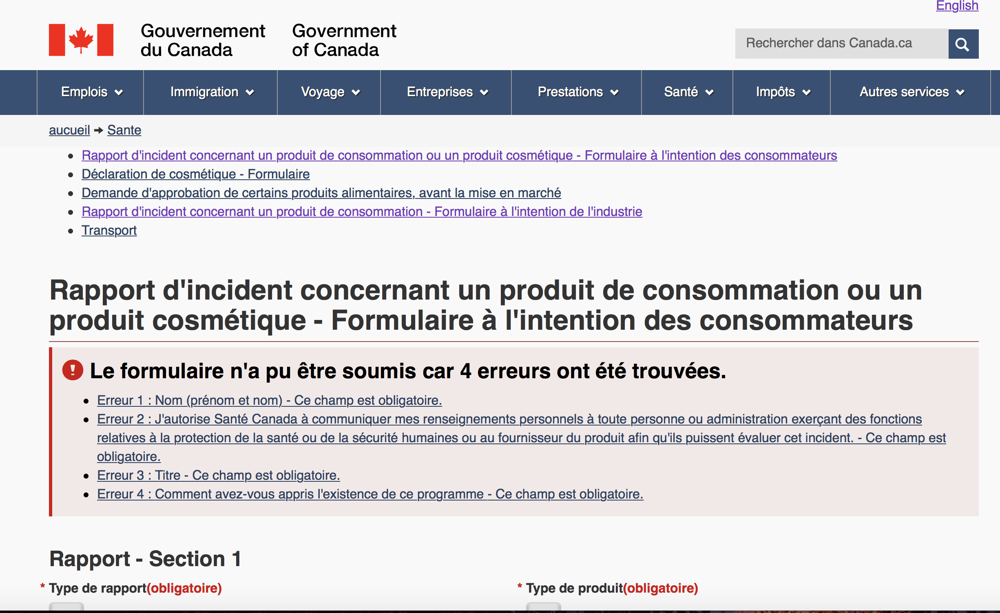 English
Gouvernement
du Canada
Government
of Canada
Rechercher dans Canada.ca
Emplois Immigration Voyage Entreprises Prestations Santé Impôts Autres services
aucueil Sante
Rapport d'incident concernant un produit de consommation ou un produit cosmétique - Formulaire à l'intention des consommateurs
Déclaration de cosmétique - Formulaire
Demande d'approbation de certains produits alimentaires, avant la mise en marché
Rapport d'incident concernant un produit de consommation - Formulaire à l'intention de l'industrie
Transport
Rapport d'incident concernant un produit de consommation ou un
produit cosmétique - Formulaire à l'intention des consommateurs
Le formulaire n'a pu être soumis car 4 erreurs ont été trouvées.
Erreur 1 : Nom (prénom et nom) - Ce champ est obligatoire.
Erreur 2 : J'autorise Santé Canada à communiquer mes renseignements personnels à toute personne ou administration exerçant des fonctions
relatives à la protection de la santé ou de la sécurité humaines ou au fournisseur du produit afin qu'ils puissent évaluer cet incident. - Ce champ est
obligatoire.
Erreur 3 : Titre - Ce champ est obligatoire.
Erreur 4 : Comment avez-vous appris l'existence de ce programme - Ce champ est obligatoire.
Rapport - Section 1
* Type de rapport(obligatoire)
* Type de produit(obligatoire)